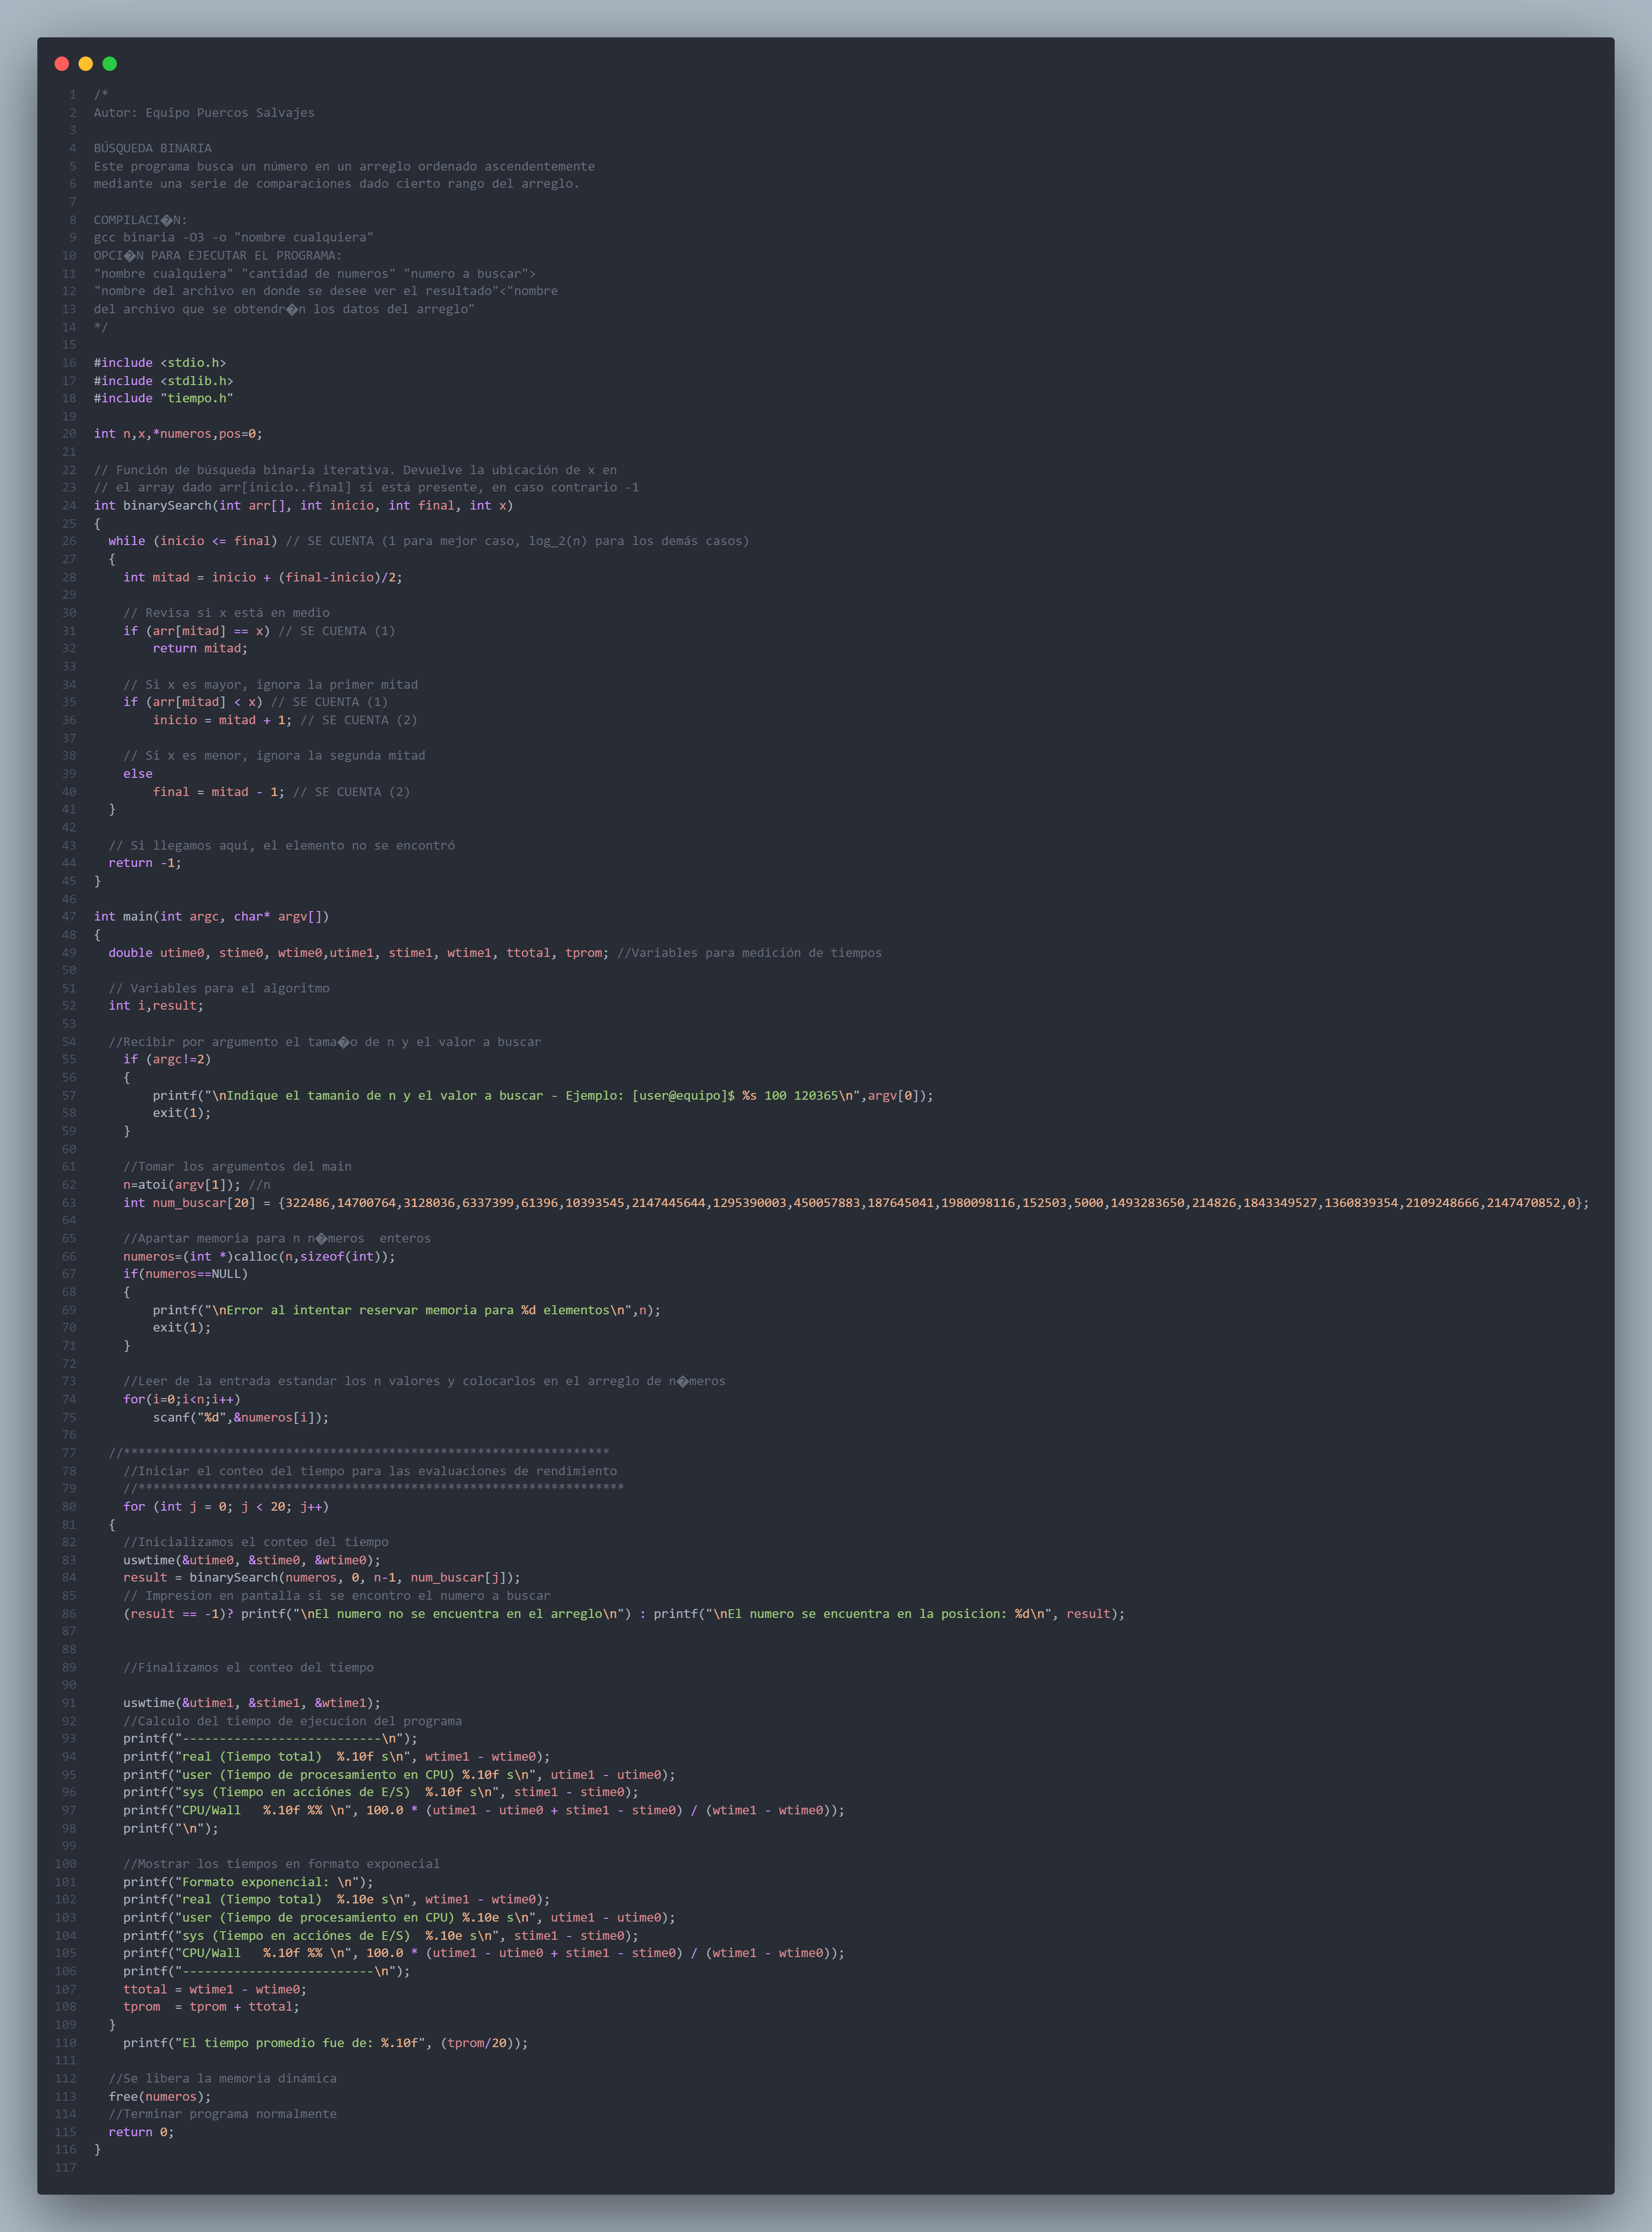 1 /*
2 Autor: Equipo Puercos Salvajes
3
4 BÚSQUEDA BINARIA
5 Este programa busca un número en un arreglo ordenado ascendentemente
6 mediante una serie de comparaciones dado cierto rango del arreglo.
7
8 COMPILACI�N:
9 gcc binaria -O3 -o "nombre cualquiera"
10 OPCI�N PARA EJECUTAR EL PROGRAMA:
11 "nombre cualquiera" "cantidad de numeros" "numero a buscar">
12 "nombre del archivo en donde se desee ver el resultado"<"nombre
13 del archivo que se obtendr�n los datos del arreglo"
14 */
15
16 #include <stdio.h>
17 #include <stdlib.h>
18 #include "tiempo.h"
19
20 int n,x,*numeros,pos=0;
21
22 // Función de búsqueda binaria iterativa. Devuelve la ubicación de x en
23 // el array dado arr[inicio..final] si está presente, en caso contrario -1
24 int binarySearch(int arr[], int inicio, int final, int x)
25 {
26   while (inicio <= final) // SE CUENTA (1 para mejor caso, log_2(n) para los demás casos)
27   {
28     int mitad = inicio + (final-inicio)/2;
29
30     // Revisa si x está en medio
31     if (arr[mitad] == x) // SE CUENTA (1)
32         return mitad;
33
34     // Si x es mayor, ignora la primer mitad
35     if (arr[mitad] < x) // SE CUENTA (1)
36         inicio = mitad + 1; // SE CUENTA (2)
37
38     // Si x es menor, ignora la segunda mitad
39     else
40         final = mitad - 1; // SE CUENTA (2)
41   }
42
43   // Si llegamos aquí, el elemento no se encontró
44   return -1;
45 }
46
47 int main(int argc, char* argv[])
48 {
49   double utime0, stime0, wtime0,utime1, stime1, wtime1, ttotal, tprom; //Variables para medición de tiempos
50
51   // Variables para el algoritmo
52   int i,result;
53
54   //Recibir por argumento el tama�o de n y el valor a buscar
55     if (argc!=2)
56     {
57         printf("\nIndique el tamanio de n y el valor a buscar - Ejemplo: [user@equipo]$ %s 100 120365\n",argv[0]);
58         exit(1);
59     }
60
61     //Tomar los argumentos del main
62     n=atoi(argv[1]); //n
63     int num_buscar[20] = {322486,14700764,3128036,6337399,61396,10393545,2147445644,1295390003,450057883,187645041,1980098116,152503,5000,1493283650,214826,1843349527,1360839354,2109248666,2147470852,0};
64
65     //Apartar memoria para n n�meros  enteros
66     numeros=(int *)calloc(n,sizeof(int));
67     if(numeros==NULL)
68     {
69         printf("\nError al intentar reservar memoria para %d elementos\n",n);
70         exit(1);
71     }
72
73     //Leer de la entrada estandar los n valores y colocarlos en el arreglo de n�meros
74     for(i=0;i<n;i++)
75         scanf("%d",&numeros[i]);
76
77   //******************************************************************
78     //Iniciar el conteo del tiempo para las evaluaciones de rendimiento
79     //******************************************************************
80     for (int j = 0; j < 20; j++)
81   {
82     //Inicializamos el conteo del tiempo
83     uswtime(&utime0, &stime0, &wtime0);
84     result = binarySearch(numeros, 0, n-1, num_buscar[j]);
85     // Impresion en pantalla si se encontro el numero a buscar
86     (result == -1)? printf("\nEl numero no se encuentra en el arreglo\n") : printf("\nEl numero se encuentra en la posicion: %d\n", result);
87
88
89     //Finalizamos el conteo del tiempo
90
91     uswtime(&utime1, &stime1, &wtime1);
92     //Calculo del tiempo de ejecucion del programa
93     printf("---------------------------\n");
94     printf("real (Tiempo total)  %.10f s\n", wtime1 - wtime0);
95     printf("user (Tiempo de procesamiento en CPU) %.10f s\n", utime1 - utime0);
96     printf("sys (Tiempo en acciónes de E/S)  %.10f s\n", stime1 - stime0);
97     printf("CPU/Wall   %.10f %% \n", 100.0 * (utime1 - utime0 + stime1 - stime0) / (wtime1 - wtime0));
98     printf("\n");
99
100     //Mostrar los tiempos en formato exponecial
101     printf("Formato exponencial: \n");
102     printf("real (Tiempo total)  %.10e s\n", wtime1 - wtime0);
103     printf("user (Tiempo de procesamiento en CPU) %.10e s\n", utime1 - utime0);
104     printf("sys (Tiempo en acciónes de E/S)  %.10e s\n", stime1 - stime0);
105     printf("CPU/Wall   %.10f %% \n", 100.0 * (utime1 - utime0 + stime1 - stime0) / (wtime1 - wtime0));
106     printf("--------------------------\n");
107     ttotal = wtime1 - wtime0;
108     tprom  = tprom + ttotal;
109   }
110     printf("El tiempo promedio fue de: %.10f", (tprom/20));
111
112   //Se libera la memoria dinámica
113   free(numeros);
114   //Terminar programa normalmente
115   return 0;
116 }
117